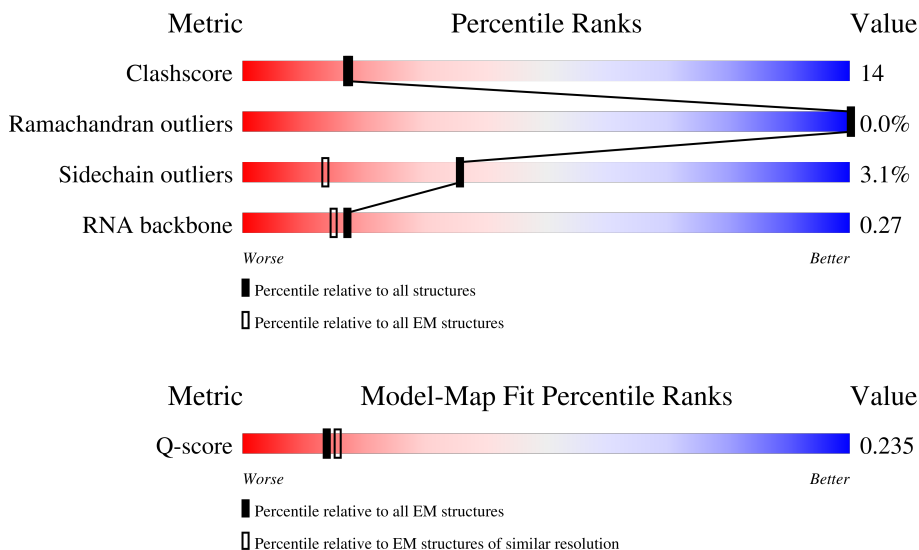 Metric Percentile Ranks Value
Clashscore 14
Ramachandran outliers 0.0%
Sidechain outliers 3.1%
RNA backbone 0.27
Worse Better
Percentile relative to all structures
Percentile relative to all EM structures
Metric Model-Map Fit Percentile Ranks Value
Q-score 0.235
Worse Better
Percentile relative to all EM structures
Percentile relative to EM structures of similar resolution